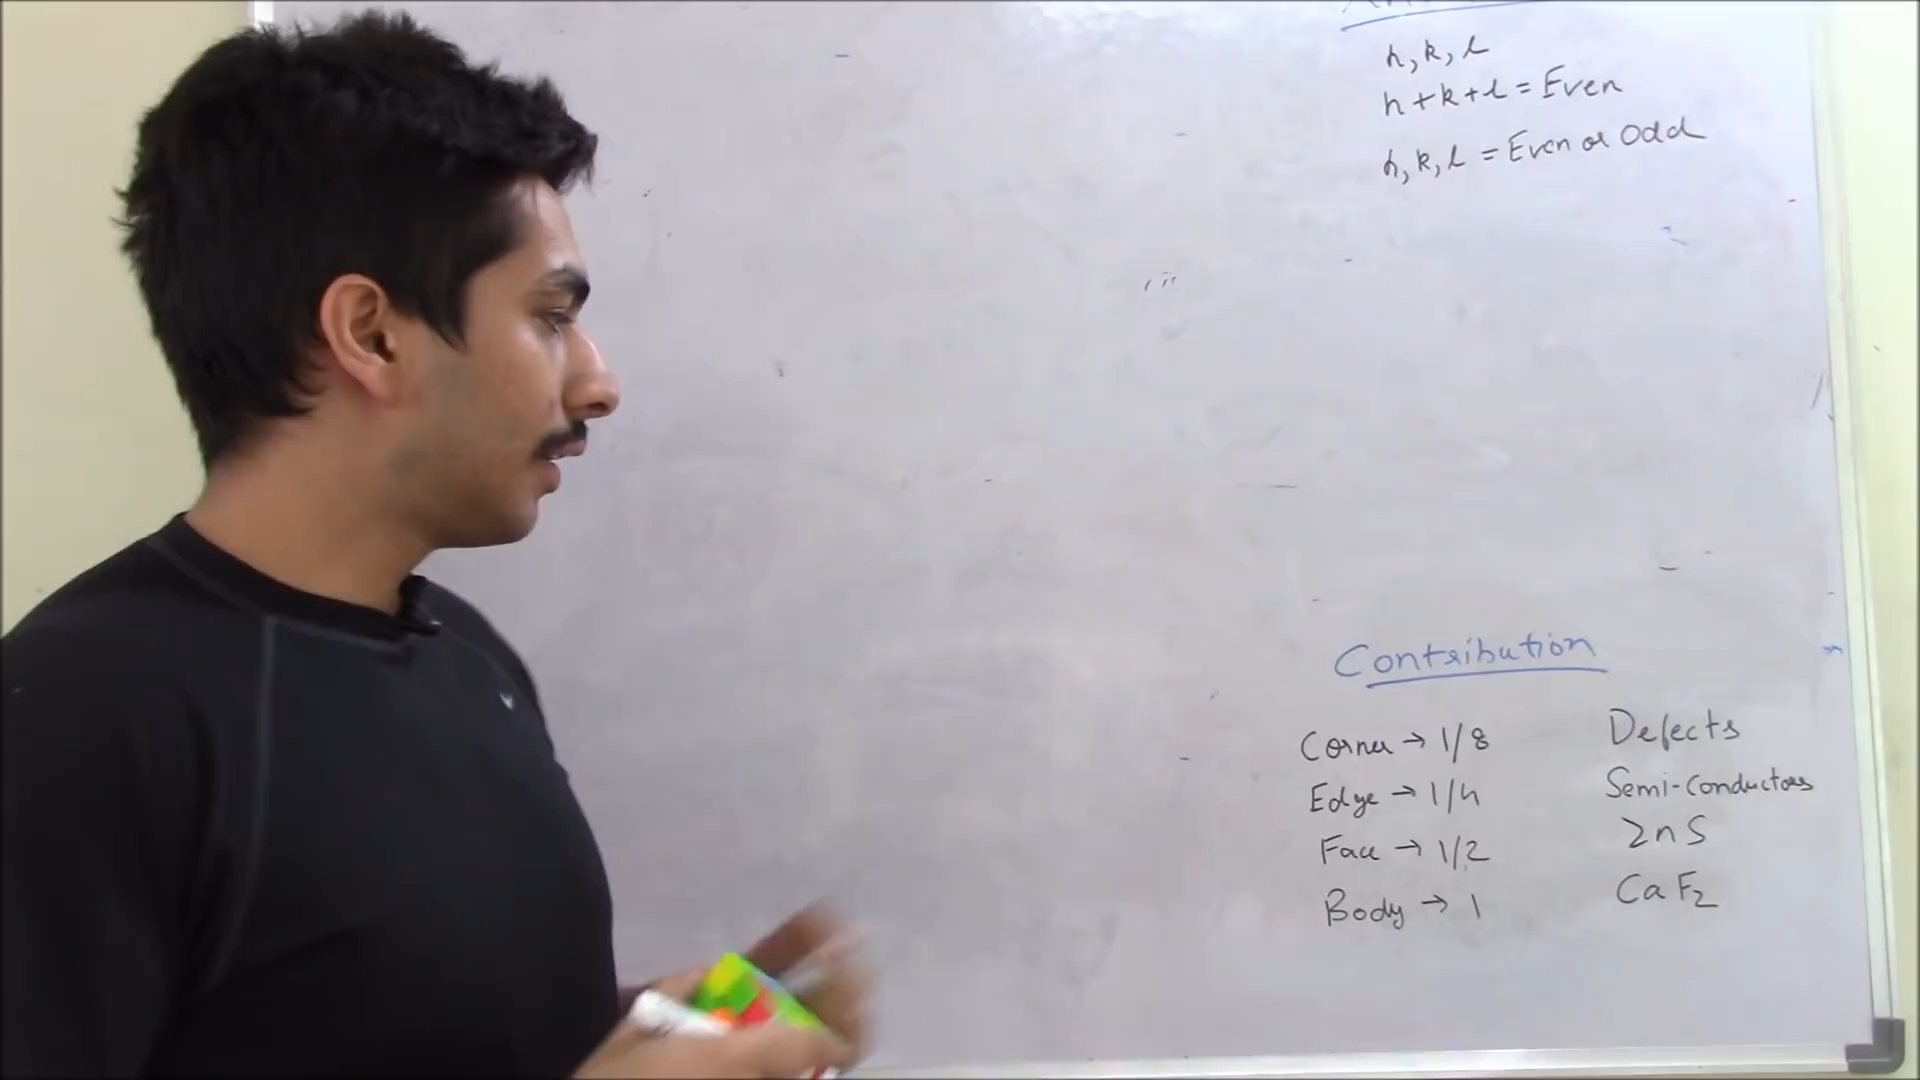 h, k, l
h + k + l = Even
h, k, l = Even or Odd
Contribution
Corner → 1/8
Edge → 1/4
Face → 1/2
Body → 1
Defects
Semi-Conductors
ZnS
CaF₂